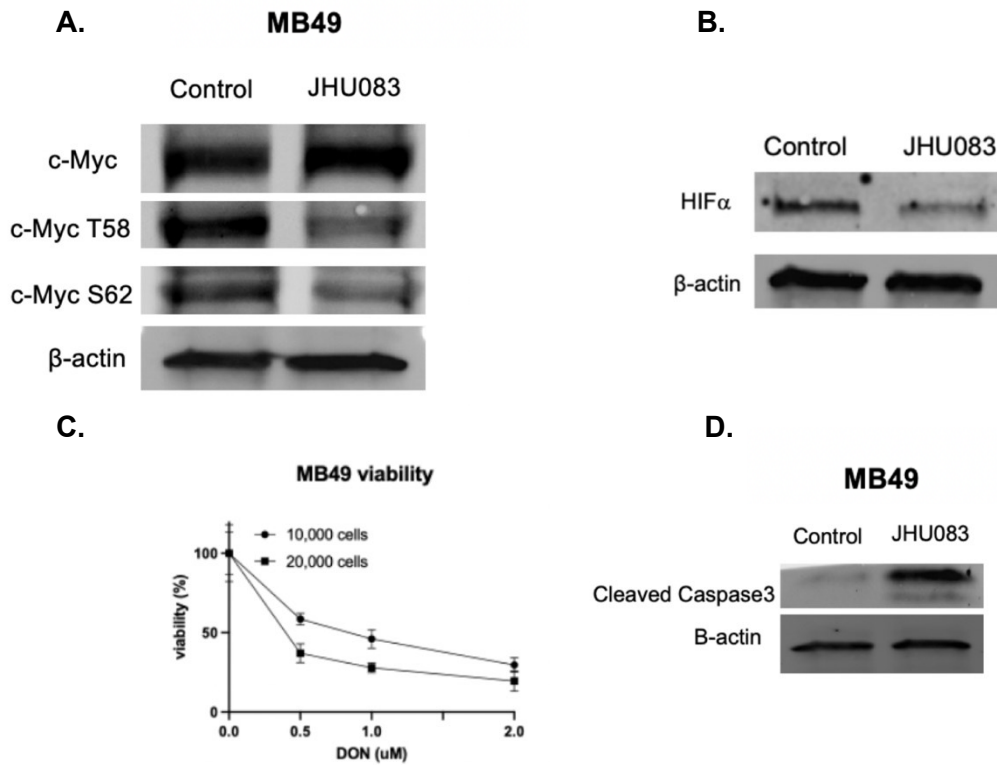 A.
MB49
Control JHU083
c-Myc
c-Myc T58
c-Myc S62
β-actin
B.
Control JHU083
HIFα
β-actin
C.
MB49 viability
10,000 cells
20,000 cells
viability (%)
100
50
0
0.0 0.5 1.0 2.0
DON (uM)
D.
MB49
Control JHU083
Cleaved Caspase3
B-actin